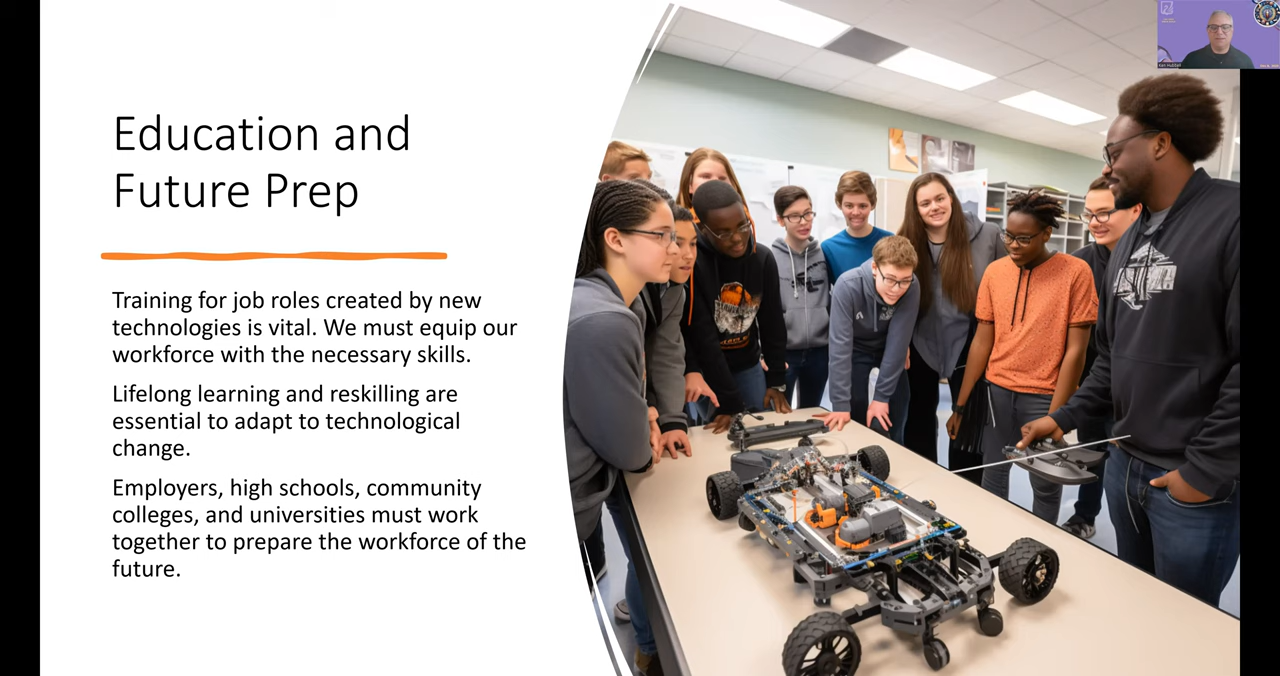 Education and
Future Prep
Training for job roles created by new
technologies is vital. We must equip our
workforce with the necessary skills.
Lifelong learning and reskilling are
essential to adapt to technological
change.
Employers, high schools, community
colleges, and universities must work
together to prepare the workforce of the
future.